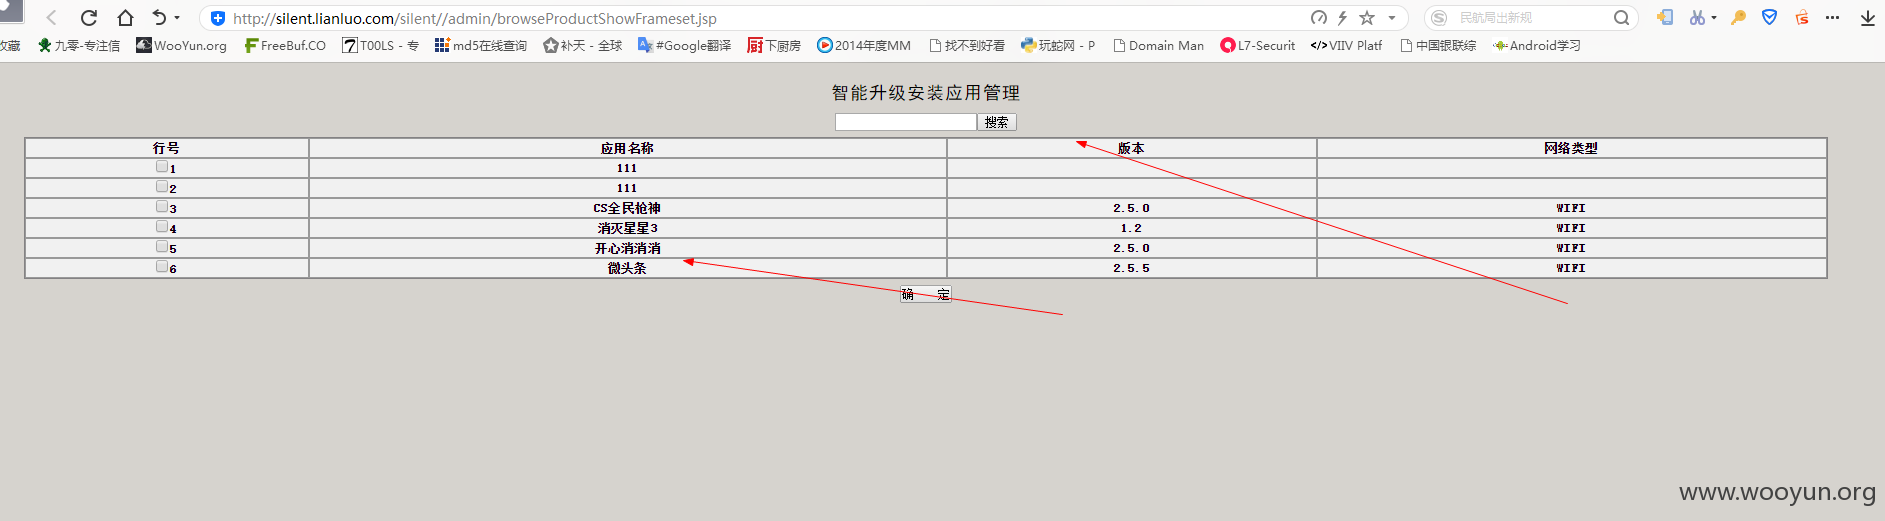 http://silent.lianluo.com/silent//admin/browseProductShowFrameset.jsp 民航局出新规
收藏 九零-专注信 WooYun.org FreeBuf.CO T00LS - 专 md5在线查询 补天 - 全球 #Google翻译 下厨房 2014年度MM 找不到好看 玩蛇网 - P Domain Man L7-Securit VIIV Platf 中国银联综 Android学习
智能升级安装应用管理
搜索
行号 应用名称 版本 网络类型
1 111
2 111
3 CS全民枪神 2.5.0 WIFI
4 消灭星星3 1.2 WIFI
5 开心消消消 2.5.0 WIFI
6 微头条 2.5.5 WIFI
确 定
www.wooyun.org